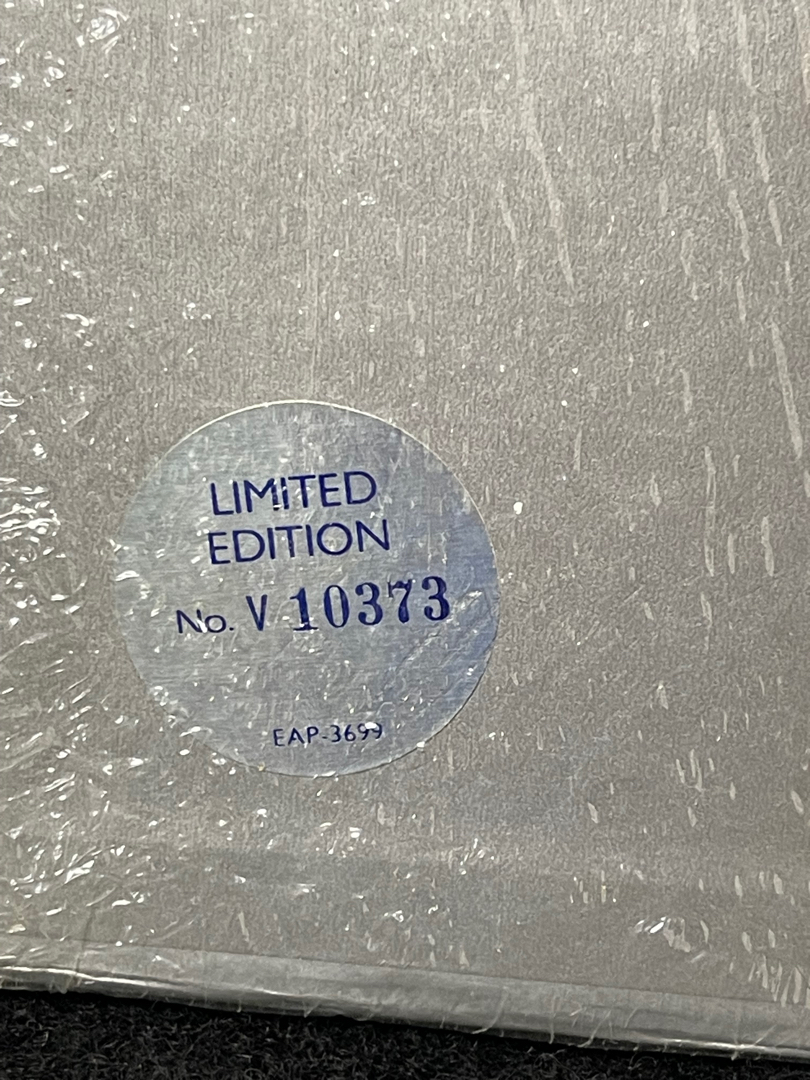 LIMITED
EDITION
No. V 10373
EAP-3699